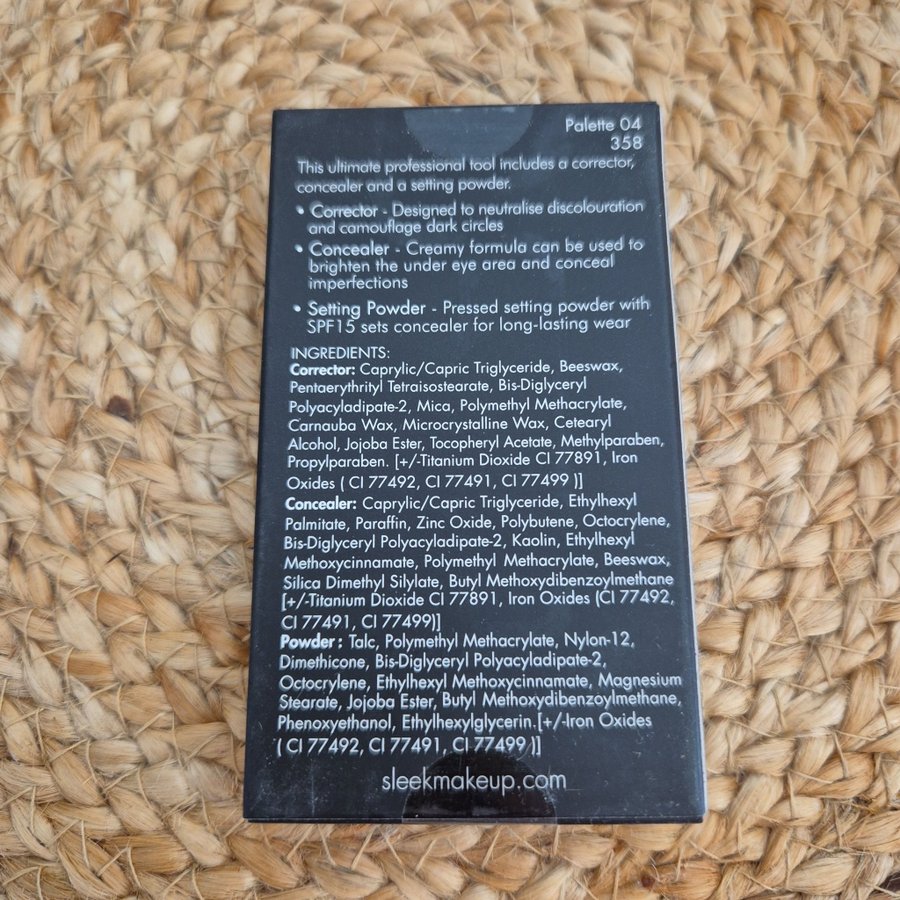 Palette 04
358
This ultimate professional tool includes a corrector,
concealer and a setting powder.
• Corrector - Designed to neutralise discolouration
and camouflage dark circles
• Concealer - Creamy formula can be used to
brighten the under eye area and conceal
imperfections
• Setting Powder - Pressed setting powder with
SPF15 sets concealer for long-lasting wear
INGREDIENTS:
Corrector: Caprylic/Capric Triglyceride, Beeswax,
Pentaerythrityl Tetraisostearate, Bis-Diglyceryl
Polyacyladipate-2, Mica, Polymethyl Methacrylate,
Carnauba Wax, Microcrystalline Wax, Cetearyl
Alcohol, Jojoba Ester, Tocopheryl Acetate, Methylparaben,
Propylparaben. [+/-Titanium Dioxide CI 77891, Iron
Oxides ( CI 77492, CI 77491, CI 77499 )]
Concealer: Caprylic/Capric Triglyceride, Ethylhexyl
Palmitate, Paraffin, Zinc Oxide, Polybutene, Octocrylene,
Bis-Diglyceryl Polyacyladipate-2, Kaolin, Ethylhexyl
Methoxycinnamate, Polymethyl Methacrylate, Beeswax,
Silica Dimethyl Silylate, Butyl Methoxydibenzoylmethane
[+/-Titanium Dioxide CI 77891, Iron Oxides (CI 77492,
CI 77491, CI 77499)]
Powder : Talc, Polymethyl Methacrylate, Nylon-12,
Dimethicone, Bis-Diglyceryl Polyacyladipate-2,
Octocrylene, Ethylhexyl Methoxycinnamate, Magnesium
Stearate, Jojoba Ester, Butyl Methoxydibenzoylmethane,
Phenoxyethanol, Ethylhexylglycerin.[+/-Iron Oxides
( CI 77492, CI 77491, CI 77499 )]
sleekmakeup.com